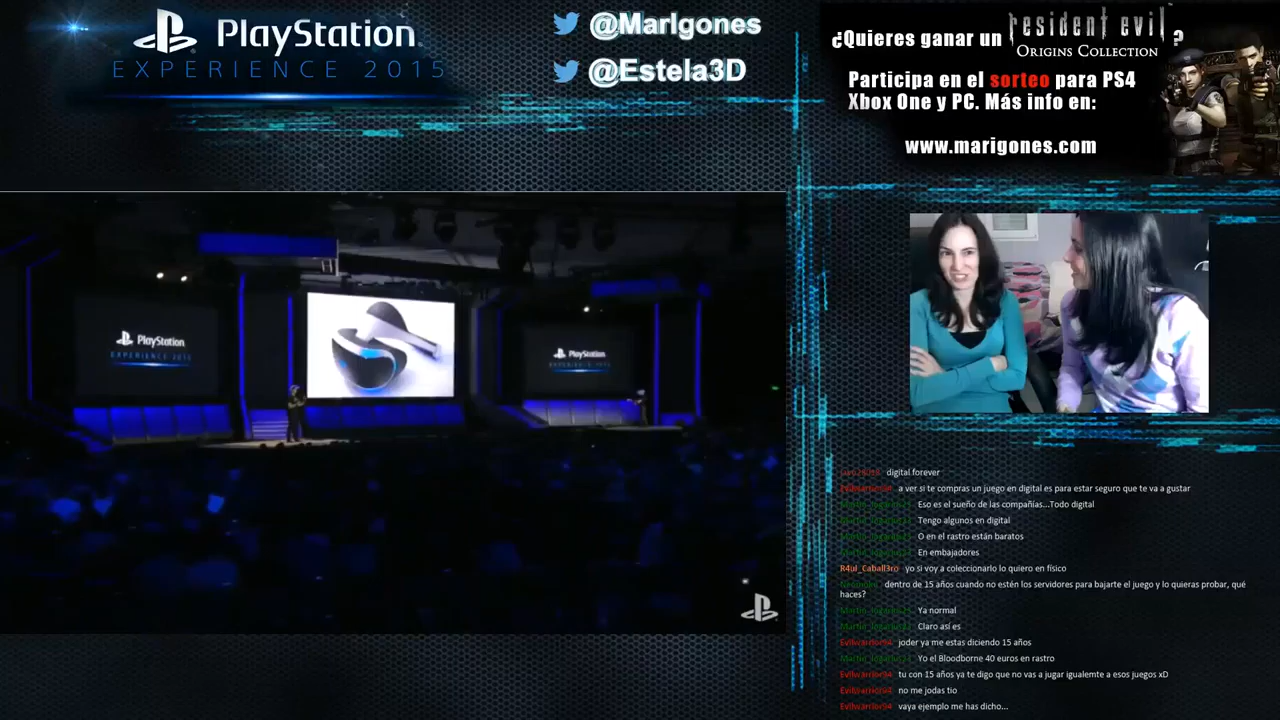 PlayStation
EXPERIENCE 2015
@MarIgones
@Estela3D
¿Quieres ganar un resident evil ?
ORIGINS COLLECTION
Participa en el sorteo para PS4
Xbox One y PC. Más info en:
www.marigones.com
PlayStation
EXPERIENCE 2015
PlayStation
EXPERIENCE 2015
digital forever
Evilwarrior94 a ver si te compras un juego en digital es para estar seguro que te va a gustar
Eso es el sueño de las compañías...Todo digital
Tengo algunos en digital
O en el rastro están baratos
En embajadores
R4ul_Caball3ro yo si voy a coleccionarlo lo quiero en físico
dentro de 15 años cuando no estén los servidores para bajarte el juego y lo quieras probar, qué
haces?
Ya normal
Claro así es
Evilwarrior94 joder ya me estas diciendo 15 años
Yo el Bloodborne 40 euros en rastro
Evilwarrior94 tu con 15 años ya te digo que no vas a jugar igualemte a esos juegos xD
Evilwarrior94 no me jodas tio
Evilwarrior94 vaya ejemplo me has dicho...